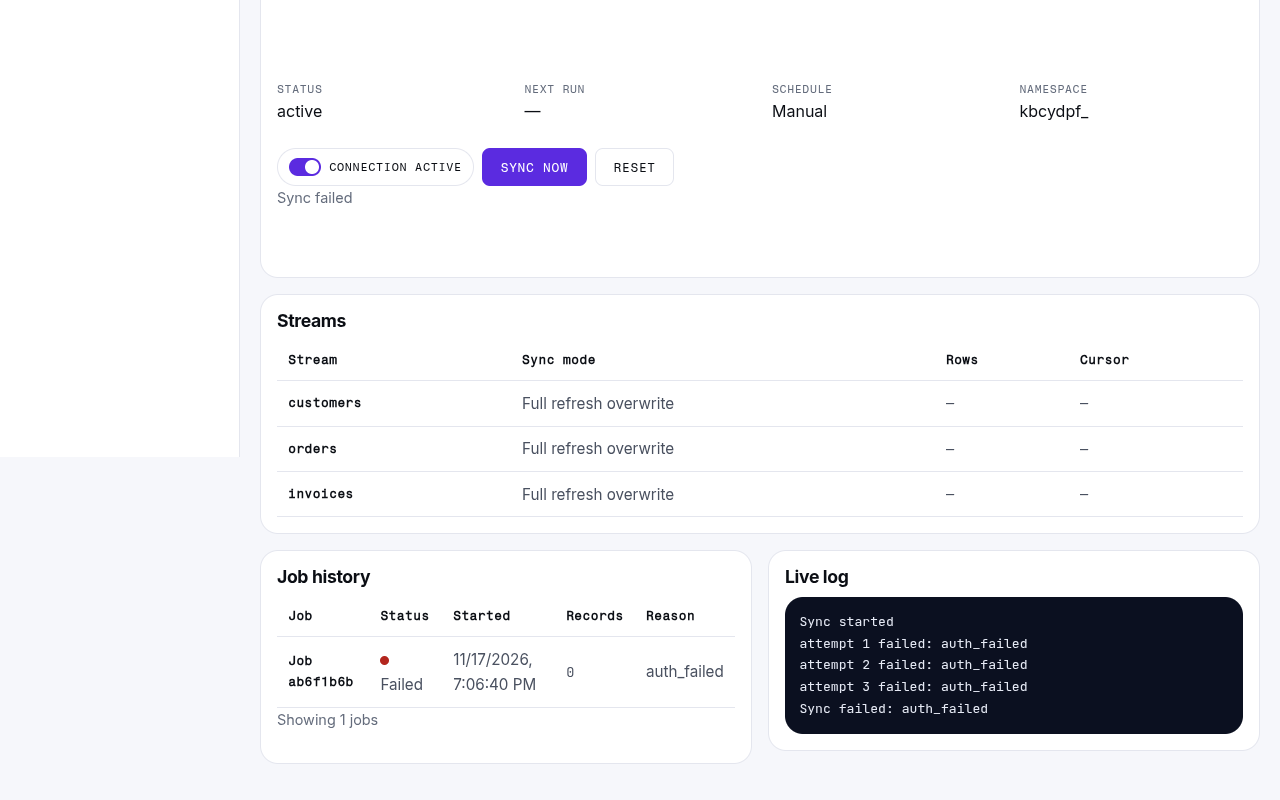 STATUS
NEXT RUN
SCHEDULE
NAMESPACE
active
—
Manual
kbcydpf_
CONNECTION ACTIVE
SYNC NOW
RESET
Sync failed
Streams
Stream
Sync mode
Rows
Cursor
customers
Full refresh overwrite
—
—
orders
Full refresh overwrite
—
—
invoices
Full refresh overwrite
—
—
Job history
Job
Status
Started
Records
Reason
Job
ab6f1b6b
Failed
11/17/2026,
7:06:40 PM
0
auth_failed
Showing 1 jobs
Live log
Sync started
attempt 1 failed: auth_failed
attempt 2 failed: auth_failed
attempt 3 failed: auth_failed
Sync failed: auth_failed